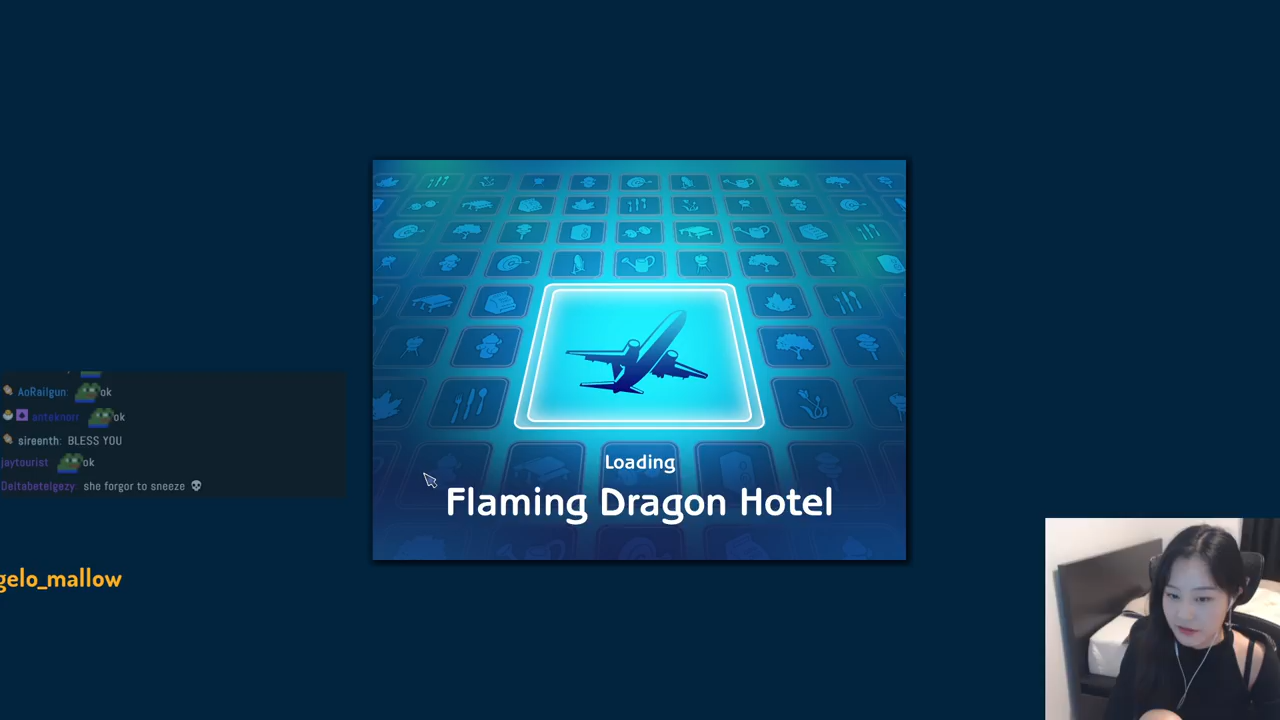 AoRailgun: ok
anteknorr ok
sireenth: BLESS YOU
jaytourist ok
Deltabetelgezy: she forgor to sneeze 💀
gelo_mallow
Loading
Flaming Dragon Hotel